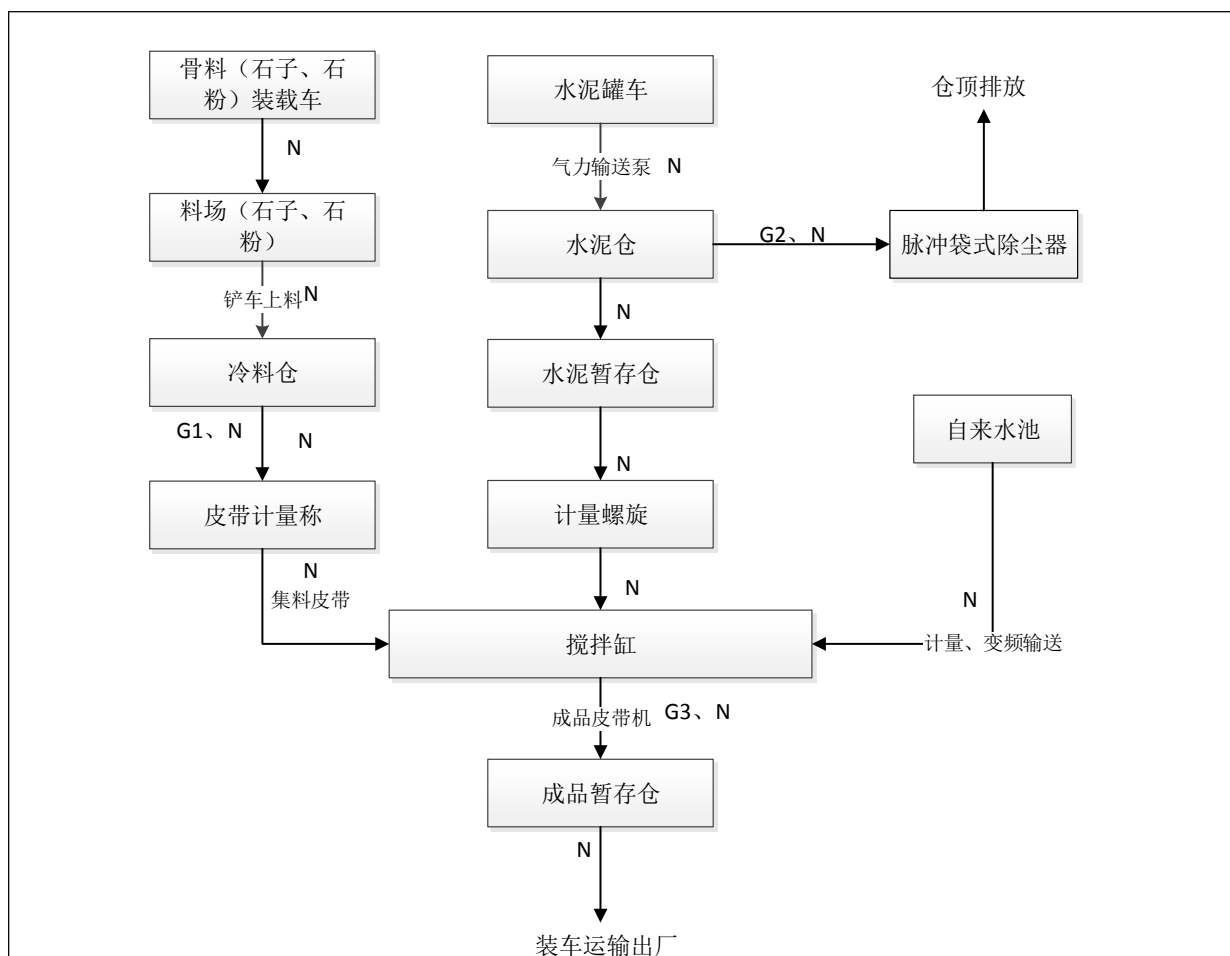 骨料（石子、石
粉）装载车
N
料场（石子、石
粉）
铲车上料
N
冷料仓
G1、N
N
皮带计量称
N
集料皮带
水泥罐车
气力输送泵
N
水泥仓
G2、N
脉冲袋式除尘器
仓顶排放
N
水泥暂存仓
N
计量螺旋
N
自来水池
N
计量、变频输送
搅拌缸
成品皮带机
G3、N
成品暂存仓
N
装车运输出厂